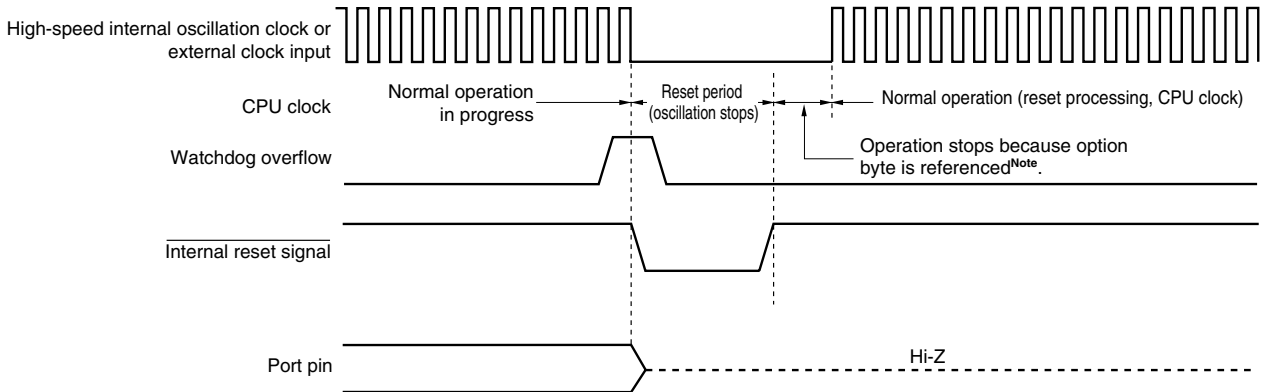 High-speed internal oscillation clock or
external clock input
CPU clock
Normal operation
in progress
Reset period
(oscillation stops)
Normal operation (reset processing, CPU clock)
Operation stops because option
byte is referencedNote.
Watchdog overflow
Internal reset signal
Port pin
Hi-Z